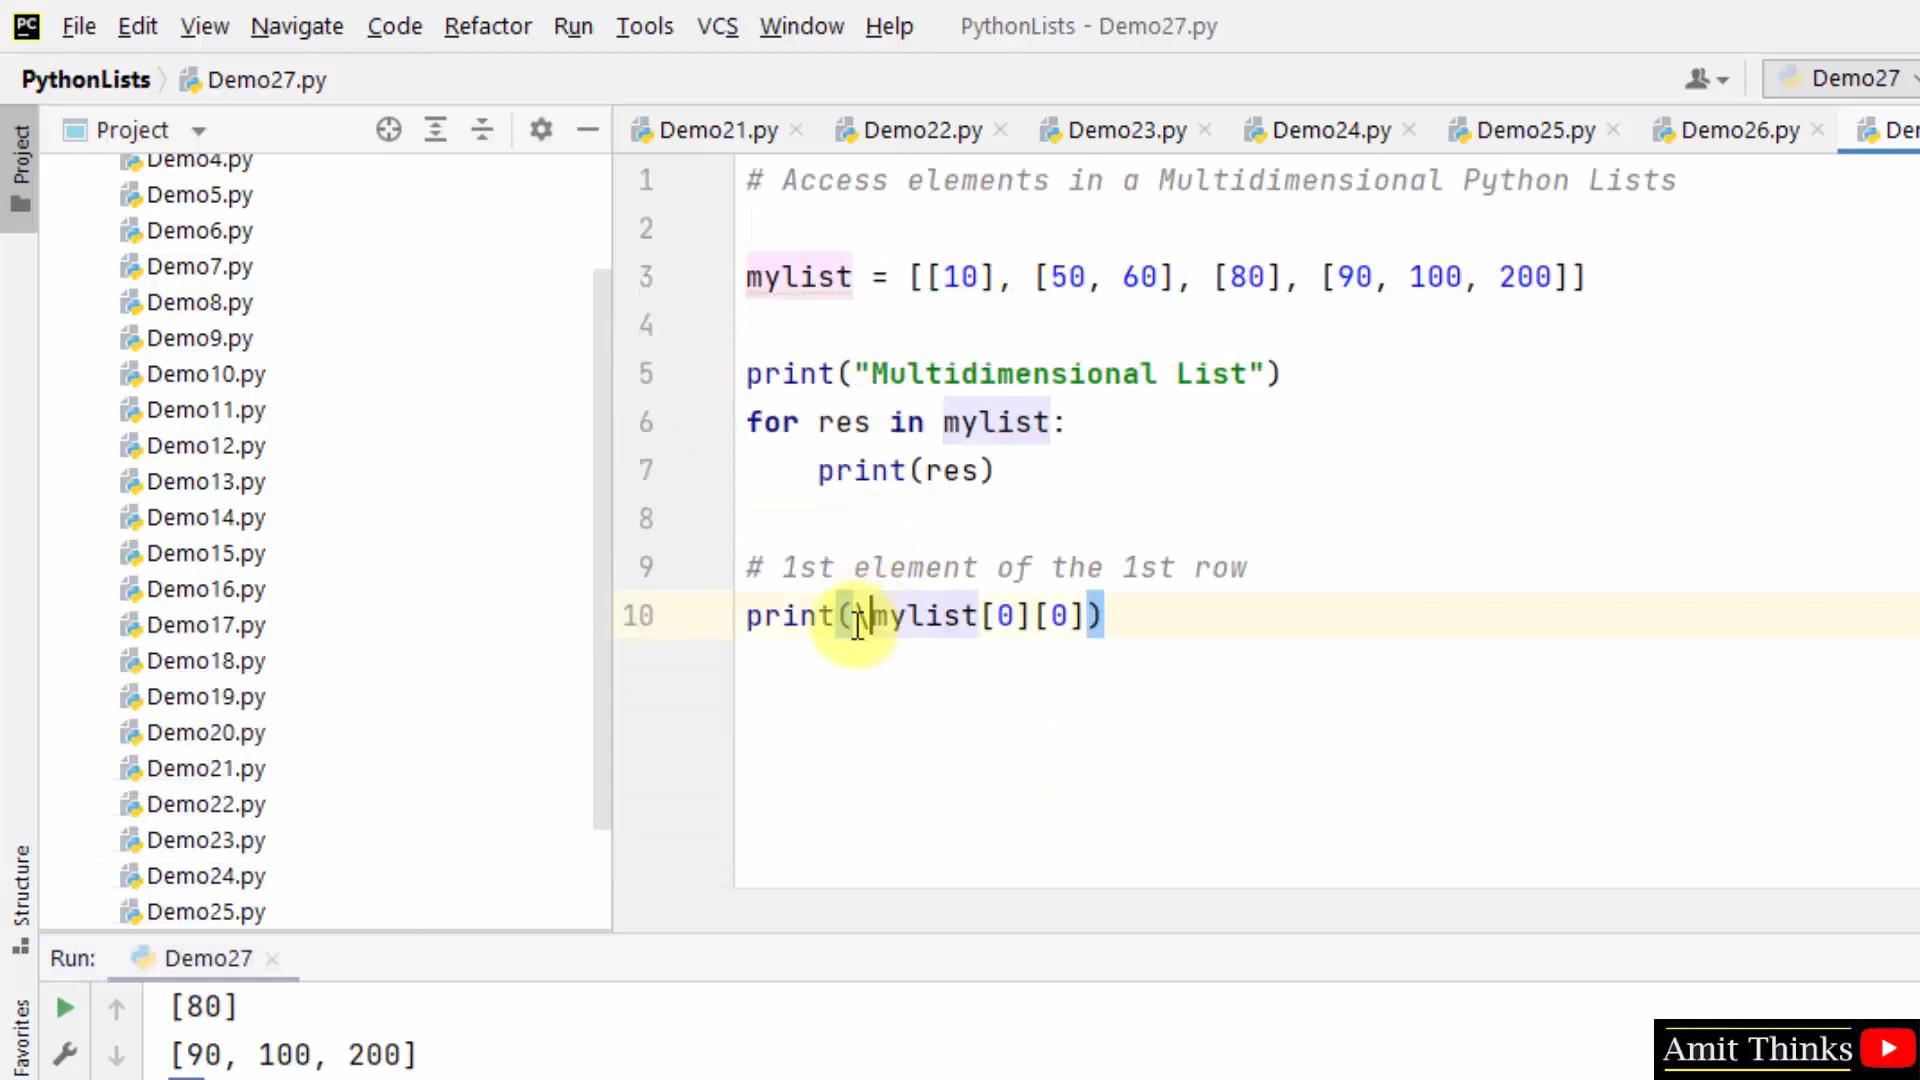 PC File Edit View Navigate Code Refactor Run Tools VCS Window Help PythonLists - Demo27.py
PythonLists Demo27.py Demo27
Project
Project
Demo21.py Demo22.py Demo23.py Demo24.py Demo25.py Demo26.py Den
Demo4.py
Demo5.py
Demo6.py
Demo7.py
Demo8.py
Demo9.py
Demo10.py
Demo11.py
Demo12.py
Demo13.py
Demo14.py
Demo15.py
Demo16.py
Demo17.py
Demo18.py
Demo19.py
Demo20.py
Demo21.py
Demo22.py
Demo23.py
Demo24.py
Demo25.py
1 # Access elements in a Multidimensional Python Lists
2
3 mylist = [[10], [50, 60], [80], [90, 100, 200]]
4
5 print("Multidimensional List")
6 for res in mylist:
7 print(res)
8
9 # 1st element of the 1st row
10 print(\mylist[0][0])
Structure
Favorites
Run: Demo27
[80]
[90, 100, 200]
Amit Thinks